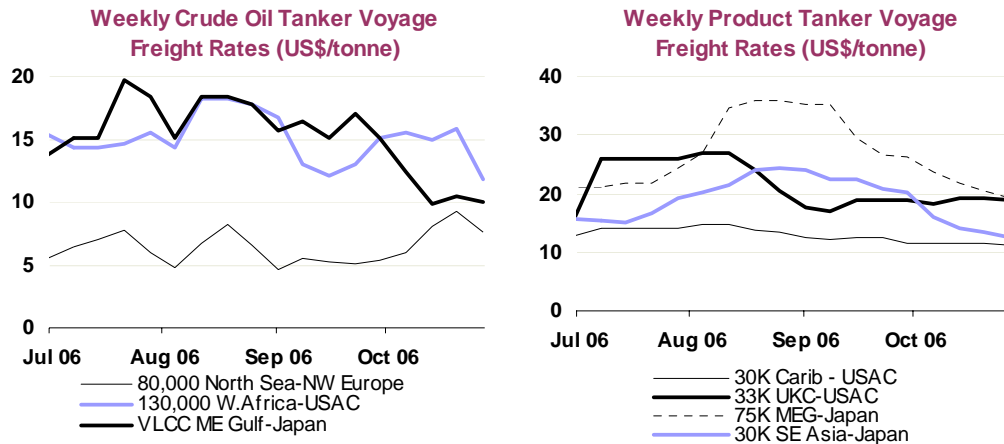 Weekly Crude Oil Tanker Voyage
Freight Rates (US$/tonne)
20
15
10
5
0
Jul 06 Aug 06 Sep 06 Oct 06
80,000 North Sea-NW Europe
130,000 W.Africa-USAC
VLCC ME Gulf-Japan
Weekly Product Tanker Voyage
Freight Rates (US$/tonne)
40
30
20
10
0
Jul 06 Aug 06 Sep 06 Oct 06
30K Carib - USAC
33K UKC-USAC
75K MEG-Japan
30K SE Asia-Japan